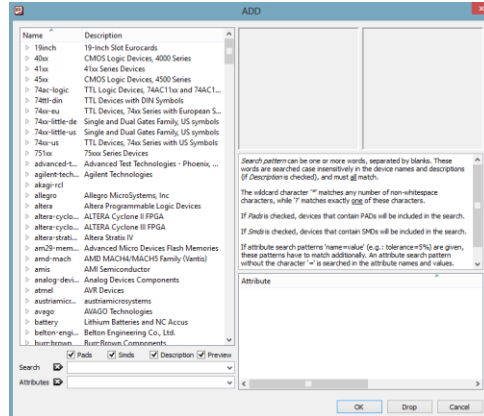 ADD
Name Description
19inch 19-Inch Slot Eurocards
40xx CMOS Logic Devices, 4000 Series
41xx 41xx Series Devices
45xx CMOS Logic Devices, 4500 Series
74ac-logic TTL Logic Devices, 74AC11xx and 74AC1...
74ttl-din TTL Devices with DIN Symbols
74xx-eu TTL Devices, 74xx Series with European S...
74xx-little-de Single and Dual Gates Family, US symbols
74xx-little-us Single and Dual Gates Family, US symbols
74xx-us TTL Devices, 74xx Series with US Symbols
751xx 75xxx Series Devices
advanced-t... Advanced Test Technologies - Phoenix, ...
agilent-tech... Agilent Technologies
akagi-rcl
allegro Allegro MicroSystems, Inc
altera Altera Programmable Logic Devices
altera-cyclo... ALTERA Cyclone II FPGA
altera-cyclo... ALTERA Cyclone III FPGA
altera-strati... Altera Stratix IV
am29-mem... Advanced Micro Devices Flash Memories
amd-mach AMD MACH4/MACH5 Family (Vantis)
amis AMI Semiconductor
analog-devi... Analog Devices Components
atmel AVR Devices
austriamicr... austriamicrosystems
avago AVAGO Technologies
battery Lithium Batteries and NC Accus
belton-engi... Belton Engineering Co., Ltd.
burr-brown Burr-Brown Components
Pads Smds Description Preview
Search
Attributes
Search pattern can be one or more words, separated by blanks. These
words are searched case insensitively in the device names and descriptions
(if Description is checked), and must all match.
The wildcard character '*' matches any number of non-whitespace
characters, while '?' matches exactly one of these characters.
If Pads is checked, devices that contain PADs will be included in the search.
If Smds is checked, devices that contain SMDs will be included in the search.
If attribute search patterns 'name=value' (e.g.: tolerance=5%) are given,
these patterns have to match additionally. An attribute search pattern
without the character '=' is searched in the attribute names and values.
Attribute
OK Drop Cancel